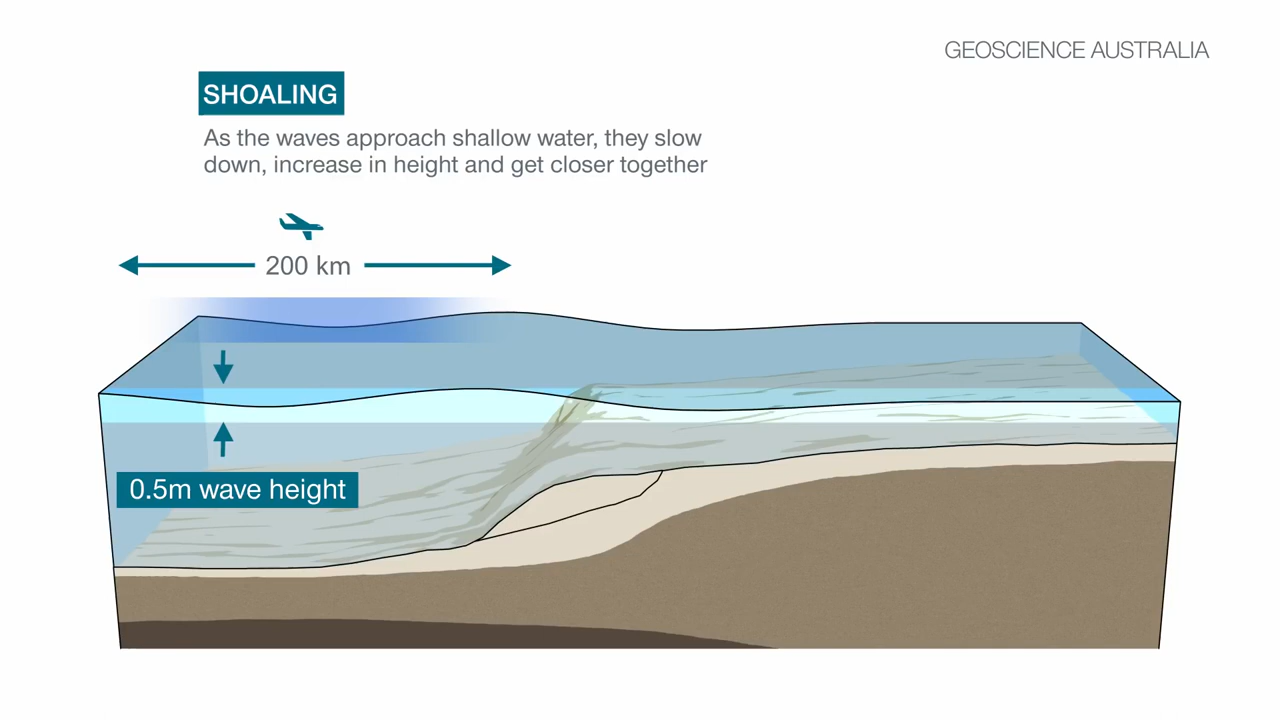 GEOSCIENCE AUSTRALIA
SHOALING
As the waves approach shallow water, they slow
down, increase in height and get closer together
200 km
0.5m wave height